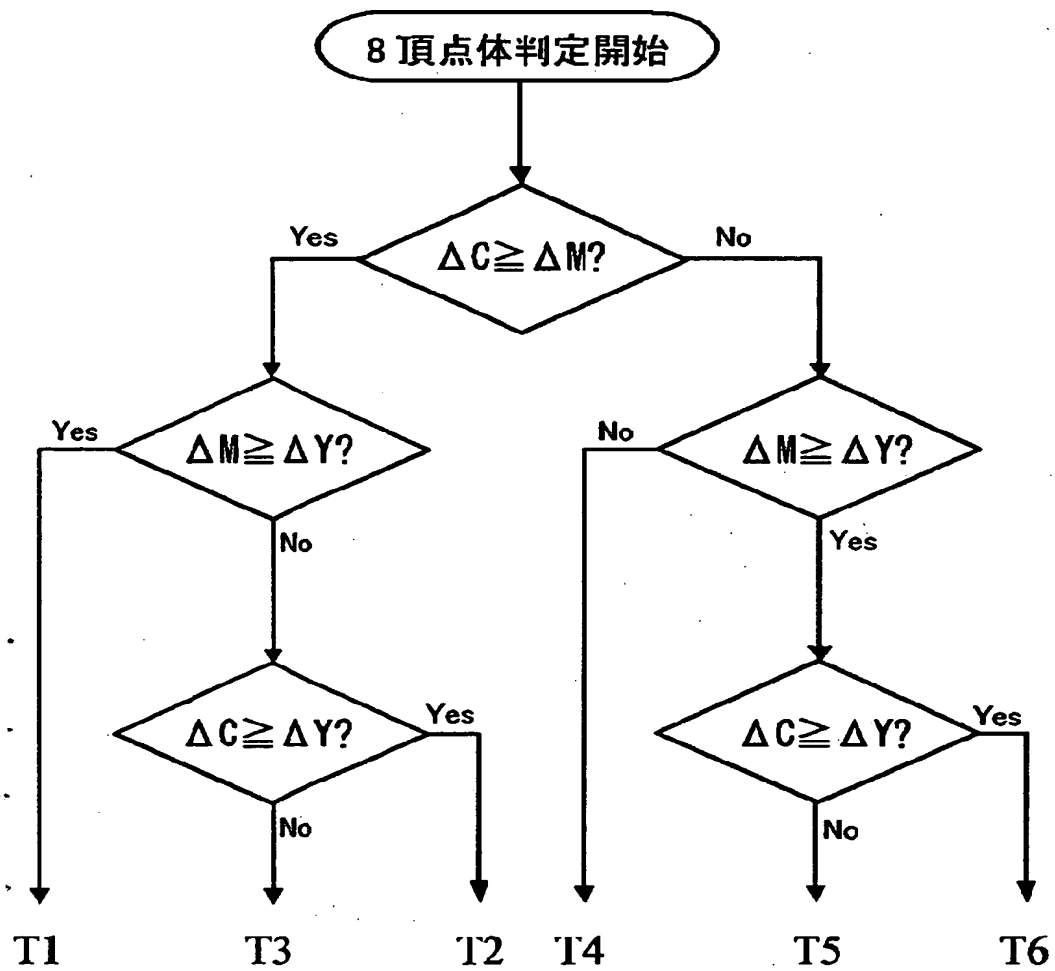 8 頂点体判定開始
ΔC≧ΔM?
Yes
No
ΔM≧ΔY?
Yes
No
ΔM≧ΔY?
No
Yes
ΔC≧ΔY?
Yes
No
ΔC≧ΔY?
Yes
No
T1
T3
T2
T4
T5
T6